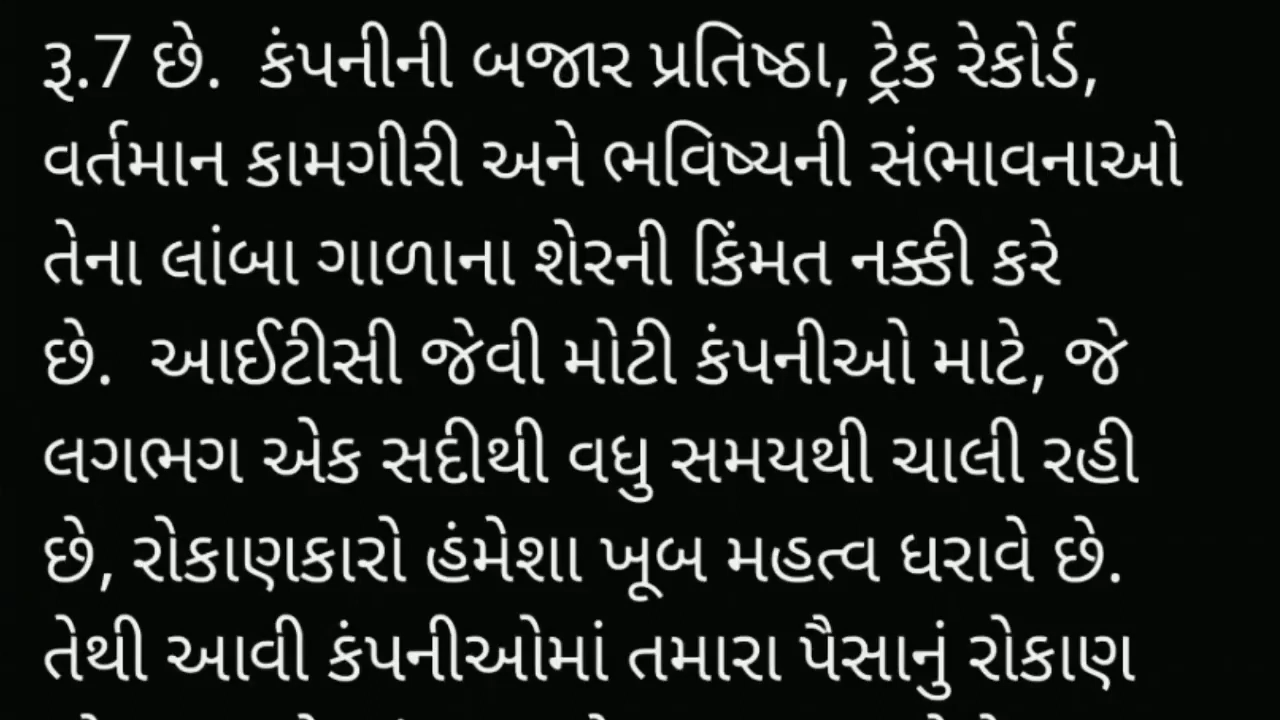 રૂ.7 છે.  કંપનીની બજાર પ્રતિષ્ઠા, ટ્રેક રેકોર્ડ,
વર્તમાન કામગીરી અને ભવિષ્યની સંભાવનાઓ
તેના લાંબા ગાળાના શેરની કિંમત નક્કી કરે
છે.  આઈટીસી જેવી મોટી કંપનીઓ માટે, જે
લગભગ એક સદીથી વધુ સમયથી ચાલી રહી
છે, રોકાણકારો હંમેશા ખૂબ મહત્વ ધરાવે છે.
તેથી આવી કંપનીઓમાં તમારા પૈસાનું રોકાણ